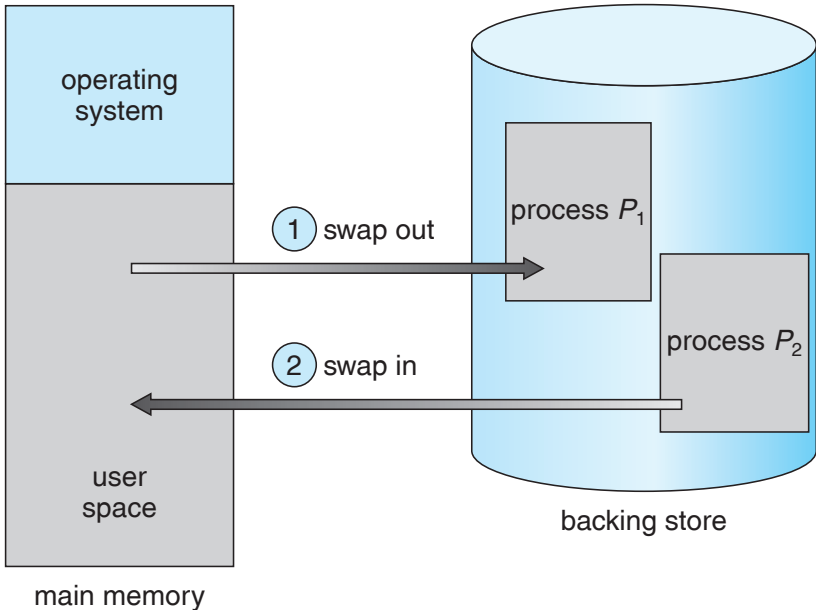 operating
system
process P₁
1 swap out
process P₂
2 swap in
user
space
backing store
main memory